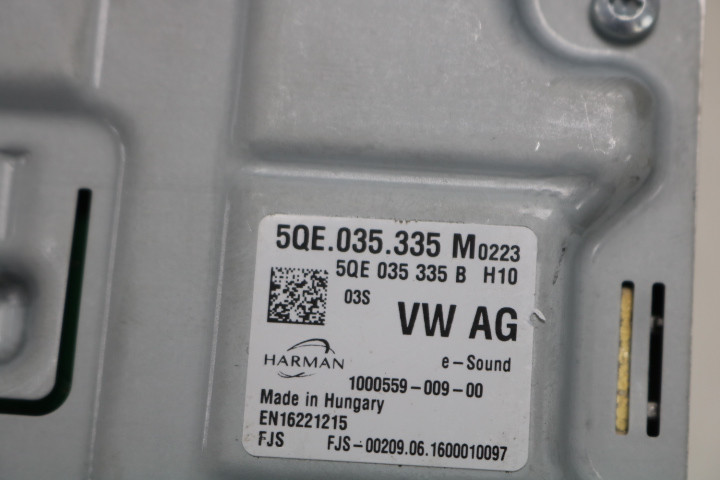 5QE.035.335 M0223
5QE 035 335 B H10
03S
VW AG
HARMAN
e-Sound
1000559-009-00
Made in Hungary
EN16221215
FJS FJS-00209.06.1600010097